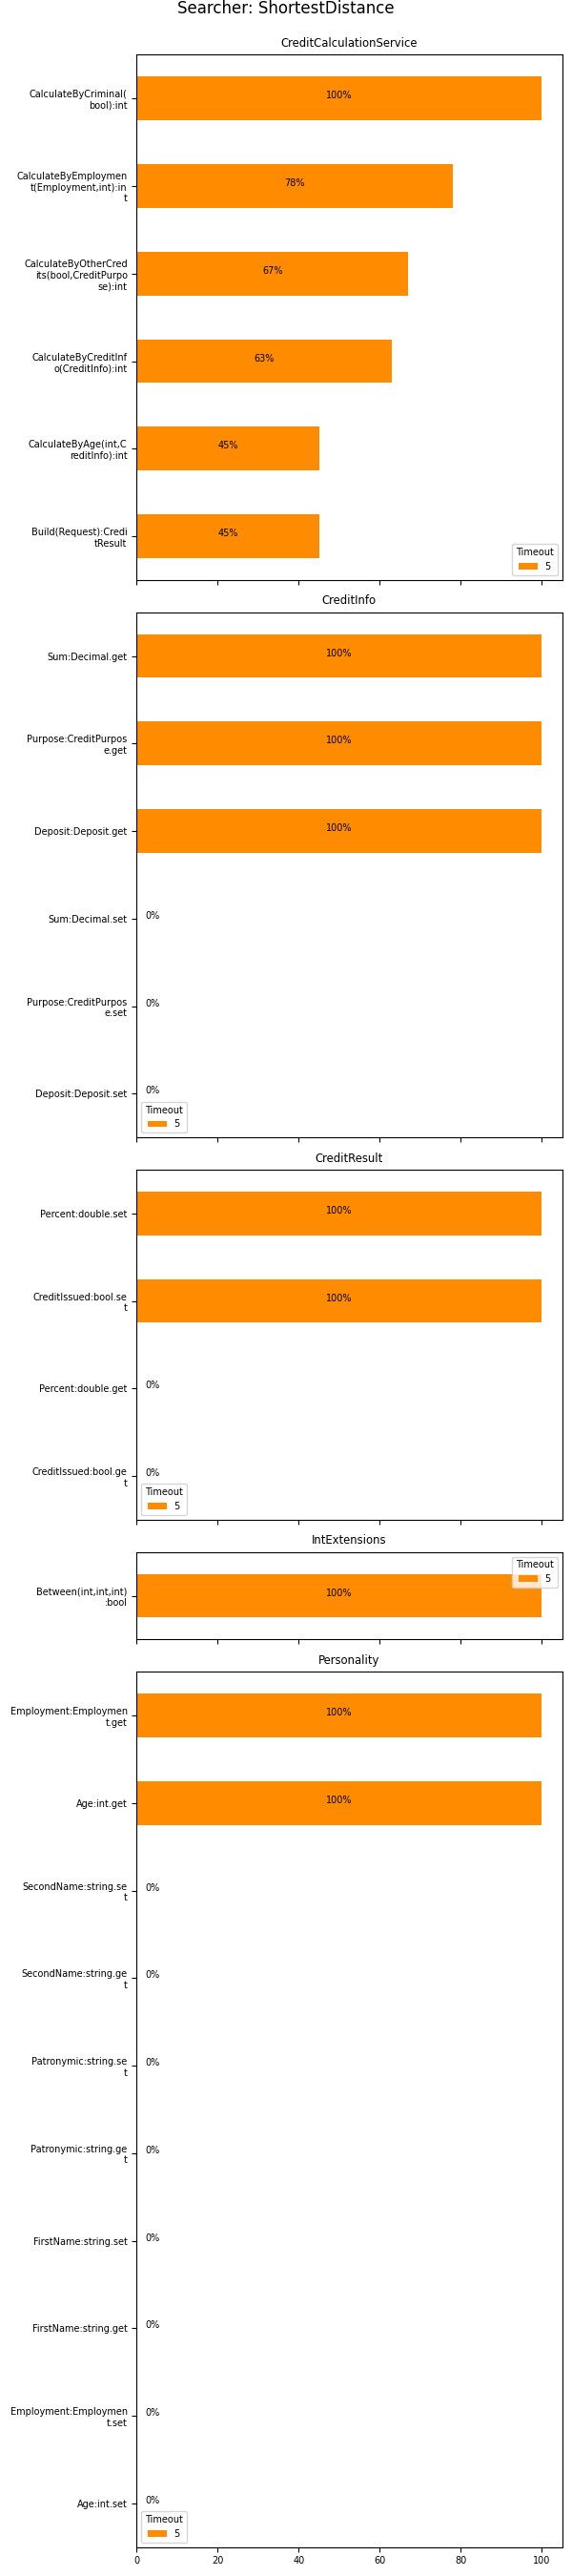 Searcher: ShortestDistance
CreditCalculationService
CalculateByCriminal(
bool):int
100%
CalculateByEmploymen
t(Employment,int):in
t
78%
CalculateByOtherCred
its(bool,CreditPurpo
se):int
67%
CalculateByCreditInf
o(CreditInfo):int
63%
CalculateByAge(int,C
reditInfo):int
45%
Build(Request):Credi
tResult
45%
Timeout
5
CreditInfo
Sum:Decimal.get
100%
Purpose:CreditPurpos
e.get
100%
Deposit:Deposit.get
100%
Sum:Decimal.set
0%
Purpose:CreditPurpos
e.set
0%
Deposit:Deposit.set
0%
Timeout
5
CreditResult
Percent:double.set
100%
CreditIssued:bool.se
t
100%
Percent:double.get
0%
CreditIssued:bool.ge
t
0%
Timeout
5
IntExtensions
Between(int,int,int)
:bool
100%
Timeout
5
Personality
Employment:Employmen
t.get
100%
Age:int.get
100%
SecondName:string.se
t
0%
SecondName:string.ge
t
0%
Patronymic:string.se
t
0%
Patronymic:string.ge
t
0%
FirstName:string.set
0%
FirstName:string.get
0%
Employment:Employmen
t.set
0%
Age:int.set
0%
Timeout
5
0 20 40 60 80 100